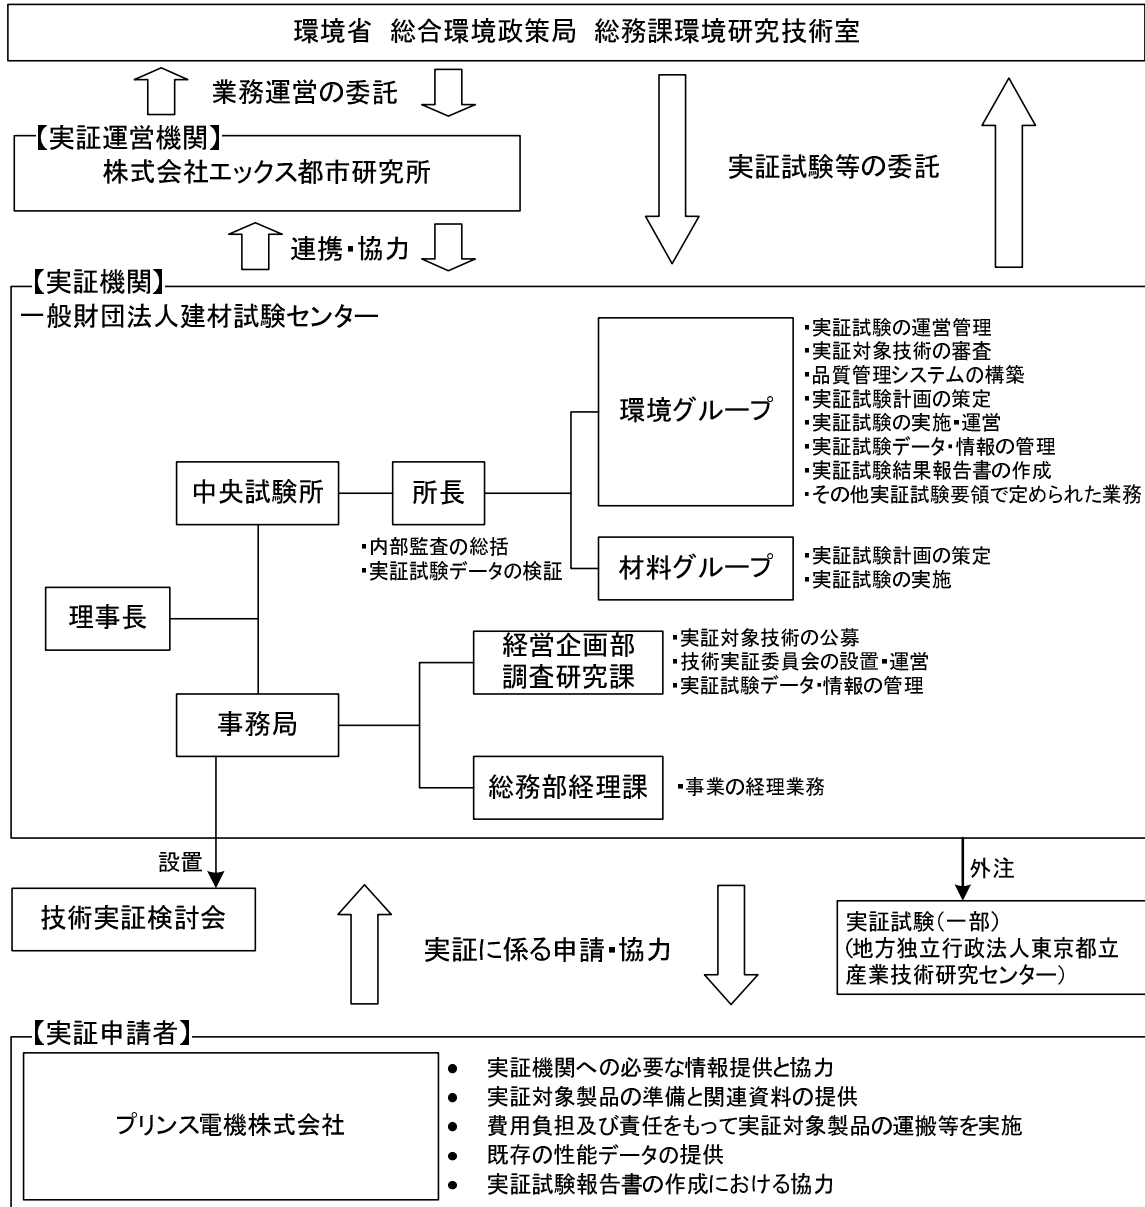 環境省　総合環境政策局　総務課環境研究技術室
業務運営の委託
【実証運営機関】
株式会社エックス都市研究所
実証試験等の委託
連携・協力
【実証機関】
一般財団法人建材試験センター
環境グループ
・実証試験の運営管理
・実証対象技術の審査
・品質管理システムの構築
・実証試験計画の策定
・実証試験の実施・運営
・実証試験データ・情報の管理
・実証試験結果報告書の作成
・その他実証試験要領で定められた業務
中央試験所
所長
・内部監査の総括
・実証試験データの検証
材料グループ
・実証試験計画の策定
・実証試験の実施
理事長
経営企画部
調査研究課
・実証対象技術の公募
・技術実証委員会の設置・運営
・実証試験データ・情報の管理
事務局
総務部経理課
・事業の経理業務
設置
外注
技術実証検討会
実証に係る申請・協力
実証試験（一部）
（地方独立行政法人東京都立
産業技術研究センター）
【実証申請者】
プリンス電機株式会社
● 実証機関への必要な情報提供と協力
● 実証対象製品の準備と関連資料の提供
● 費用負担及び責任をもって実証対象製品の運搬等を実施
● 既存の性能データの提供
● 実証試験報告書の作成における協力